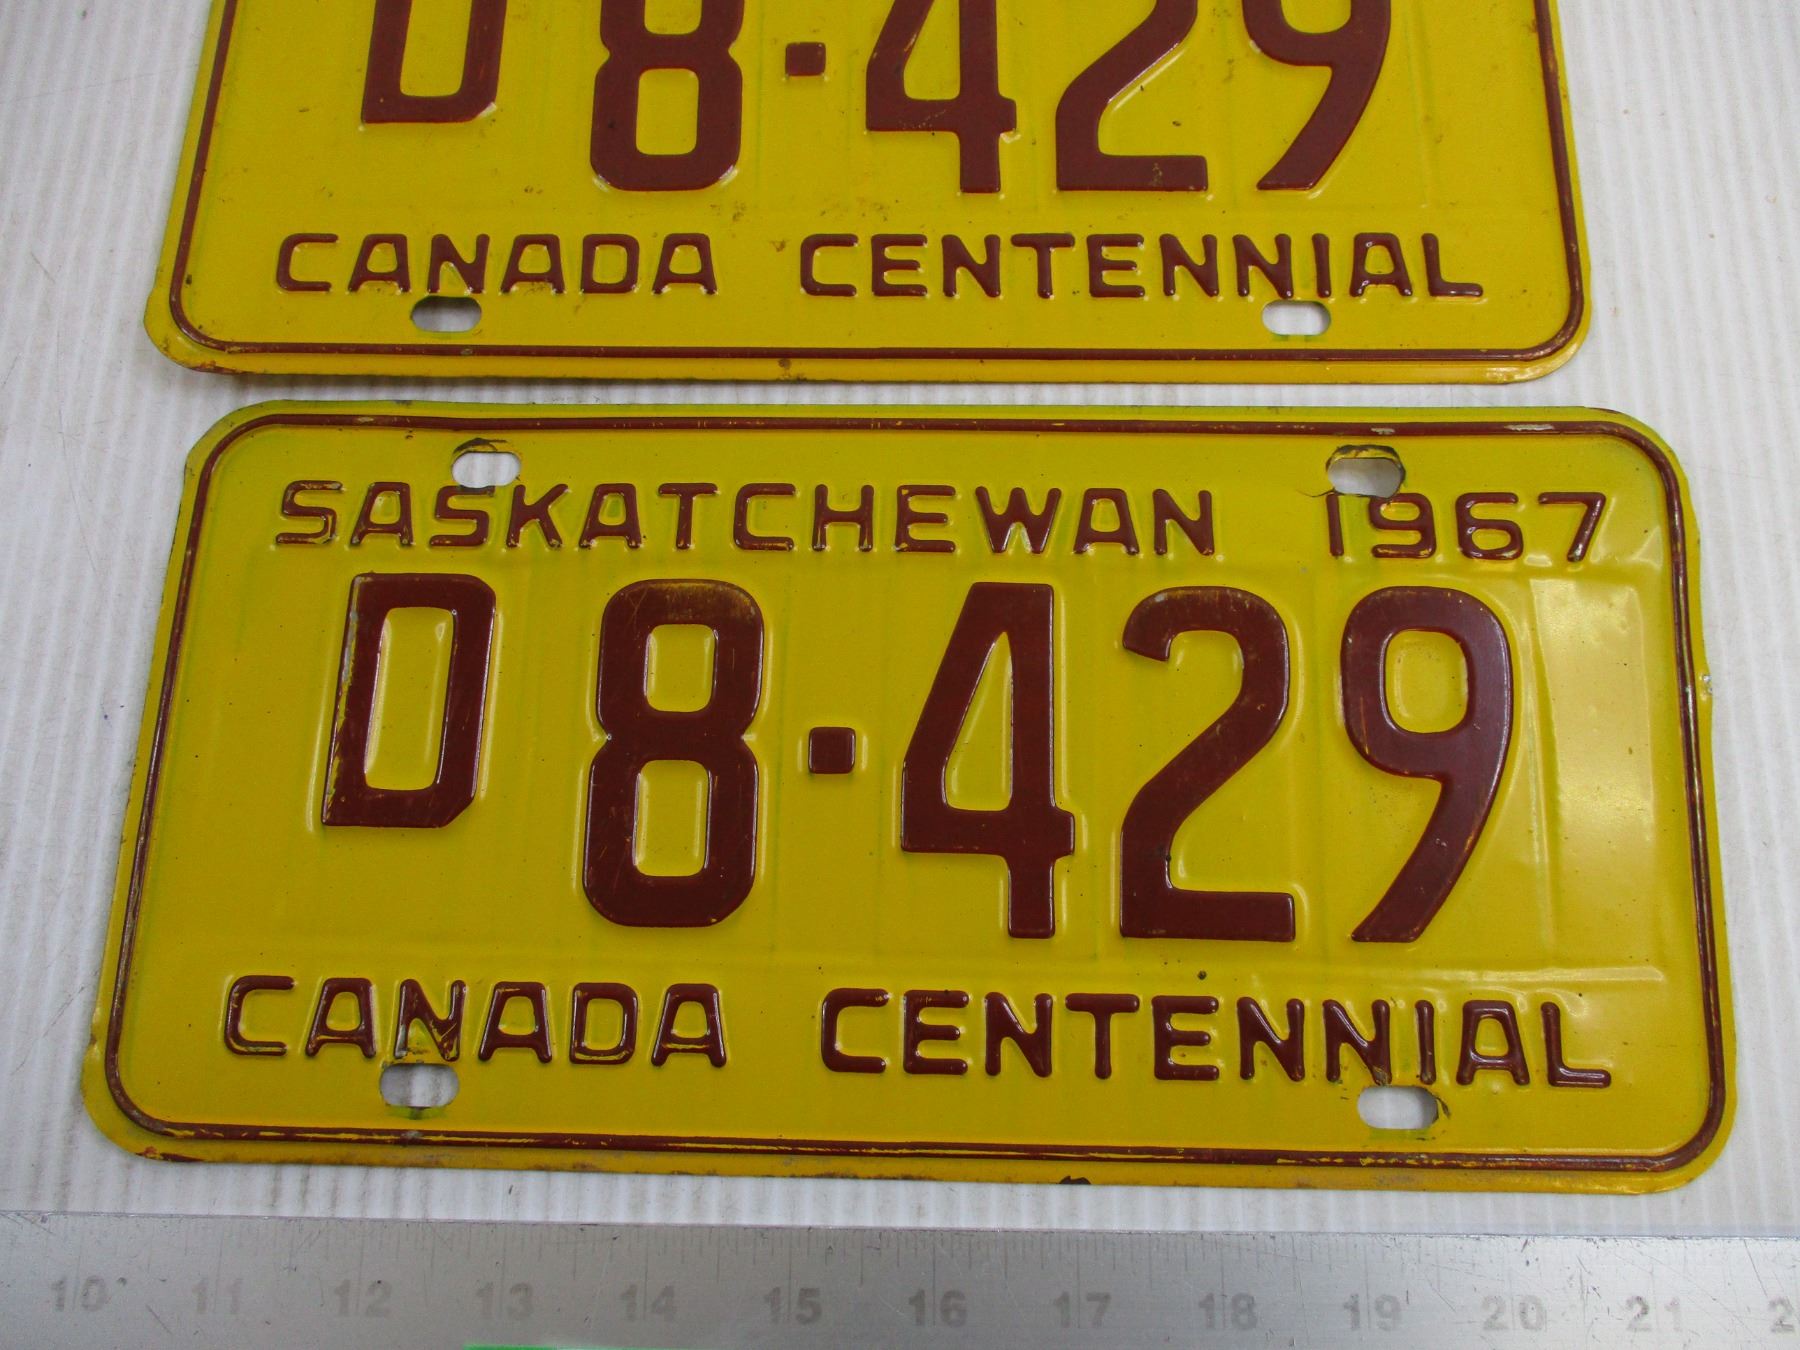 D8·429
CANADA CENTENNIAL
SASKATCHEWAN 1967
D8·429
CANADA CENTENNIAL
10 11 12 13 14 15 16 17 18 19 20 21